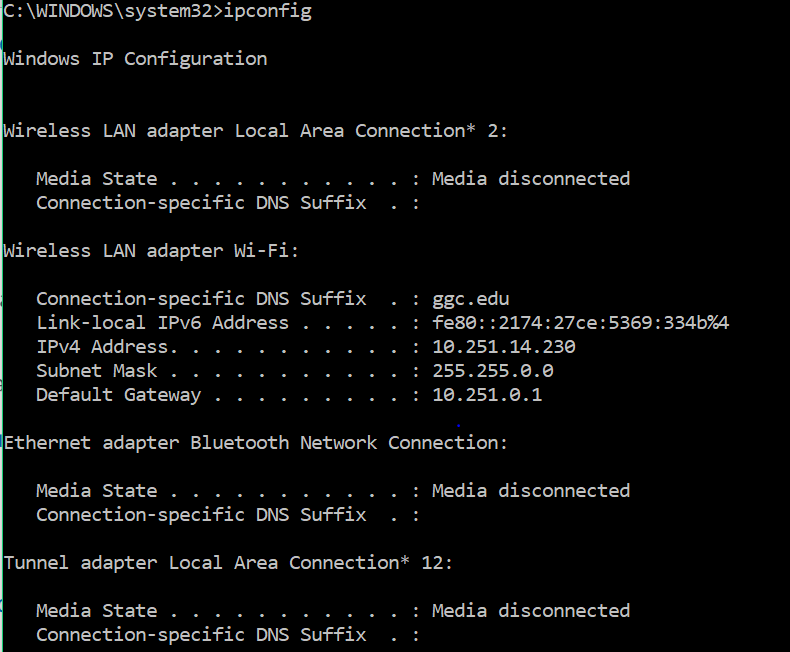 C:\WINDOWS\system32>ipconfig
Windows IP Configuration
Wireless LAN adapter Local Area Connection* 2:
   Media State . . . . . . . . . . . : Media disconnected
   Connection-specific DNS Suffix  . :
Wireless LAN adapter Wi-Fi:
   Connection-specific DNS Suffix  . : ggc.edu
   Link-local IPv6 Address . . . . . : fe80::2174:27ce:5369:334b%4
   IPv4 Address. . . . . . . . . . . : 10.251.14.230
   Subnet Mask . . . . . . . . . . . : 255.255.0.0
   Default Gateway . . . . . . . . . : 10.251.0.1
Ethernet adapter Bluetooth Network Connection:
   Media State . . . . . . . . . . . : Media disconnected
   Connection-specific DNS Suffix  . :
Tunnel adapter Local Area Connection* 12:
   Media State . . . . . . . . . . . : Media disconnected
   Connection-specific DNS Suffix  . :